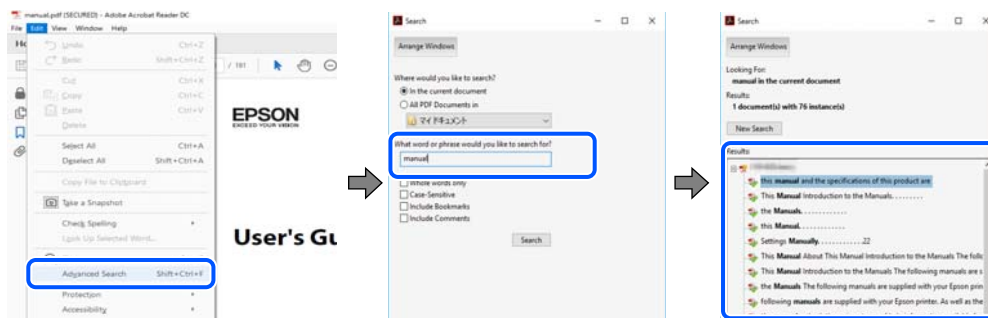 manual.pdf (SECURED) - Adobe Acrobat Reader DC
File Edit View Window Help
Undo Ctrl+Z
Redo Shift+Ctrl+Z
Cut Ctrl+X
Copy Ctrl+C
Paste Ctrl+V
Delete
Select All Ctrl+A
Deselect All Shift+Ctrl+A
Copy File to Clipboard
Take a Snapshot
Check Spelling
Look Up Selected Word...
Advanced Search Shift+Ctrl+F
Protection
Accessibility
/ 191
EPSON
EXCEED YOUR VISION
User's Gu
Search
Arrange Windows
Where would you like to search?
In the current document
All PDF Documents in
マイ ドキュメント
What word or phrase would you like to search for?
manual
Whole words only
Case-Sensitive
Include Bookmarks
Include Comments
Search
Search
Arrange Windows
Looking For:
manual in the current document
Results:
1 document(s) with 76 instance(s)
New Search
Results:
this manual and the specifications of this product are
This Manual Introduction to the Manuals. . . . . . . . .
the Manuals. . . . . . . . . . . . .
this Manual. . . . . . . . . . . . .
Settings Manually. . . . . . . . . . . . .22
This Manual About This Manual Introduction to the Manuals The follo
This Manual Introduction to the Manuals The following manuals are s
the Manuals The following manuals are supplied with your Epson prin
following manuals are supplied with your Epson printer. As well as the